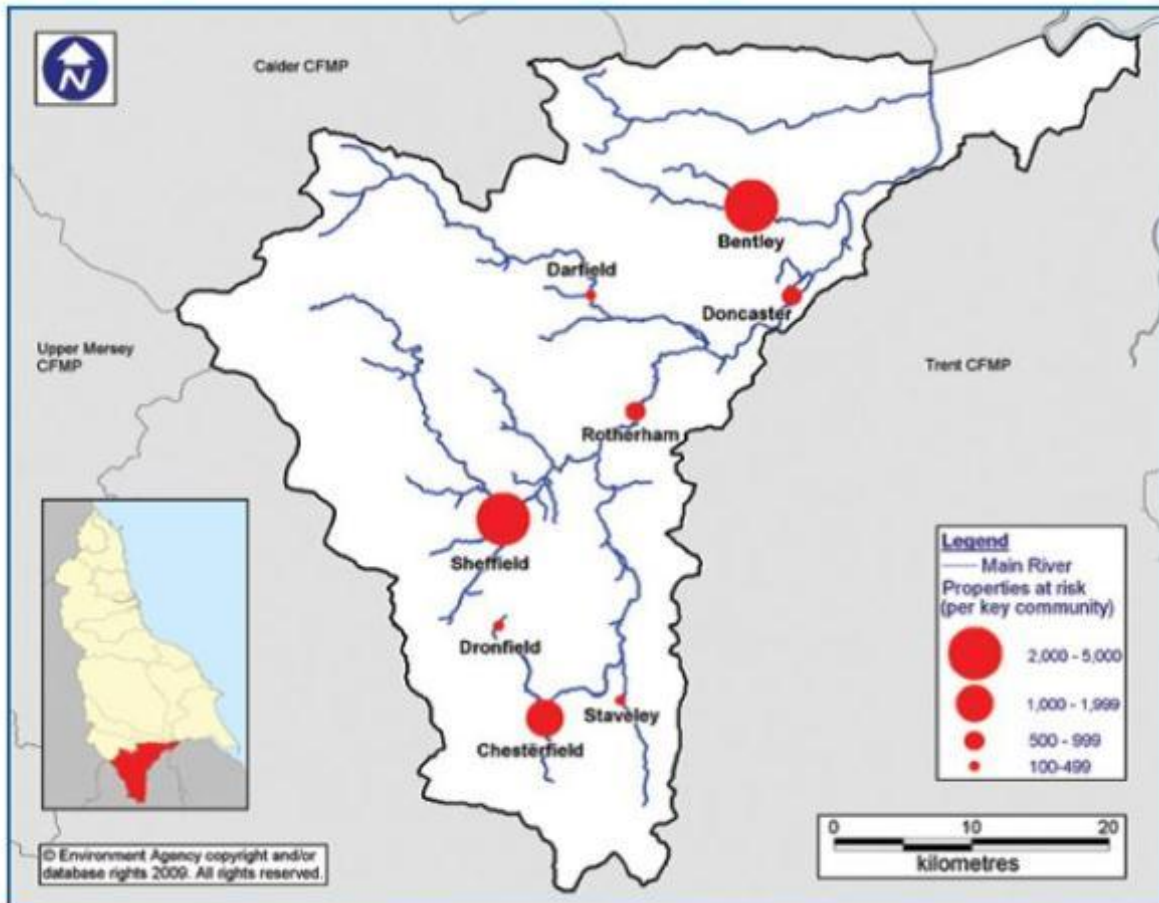 N
Calder CFMP
Bentley
Darfield
Doncaster
Upper Mersey
CFMP
Trent CFMP
Rotherham
Sheffield
Dronfield
Staveley
Chesterfield
Legend
Main River
Properties at risk
(per key community)
2,000 - 5,000
1,000 - 1,999
500 - 999
100-499
0 10 20
kilometres
© Environment Agency copyright and/or
database rights 2009. All rights reserved.